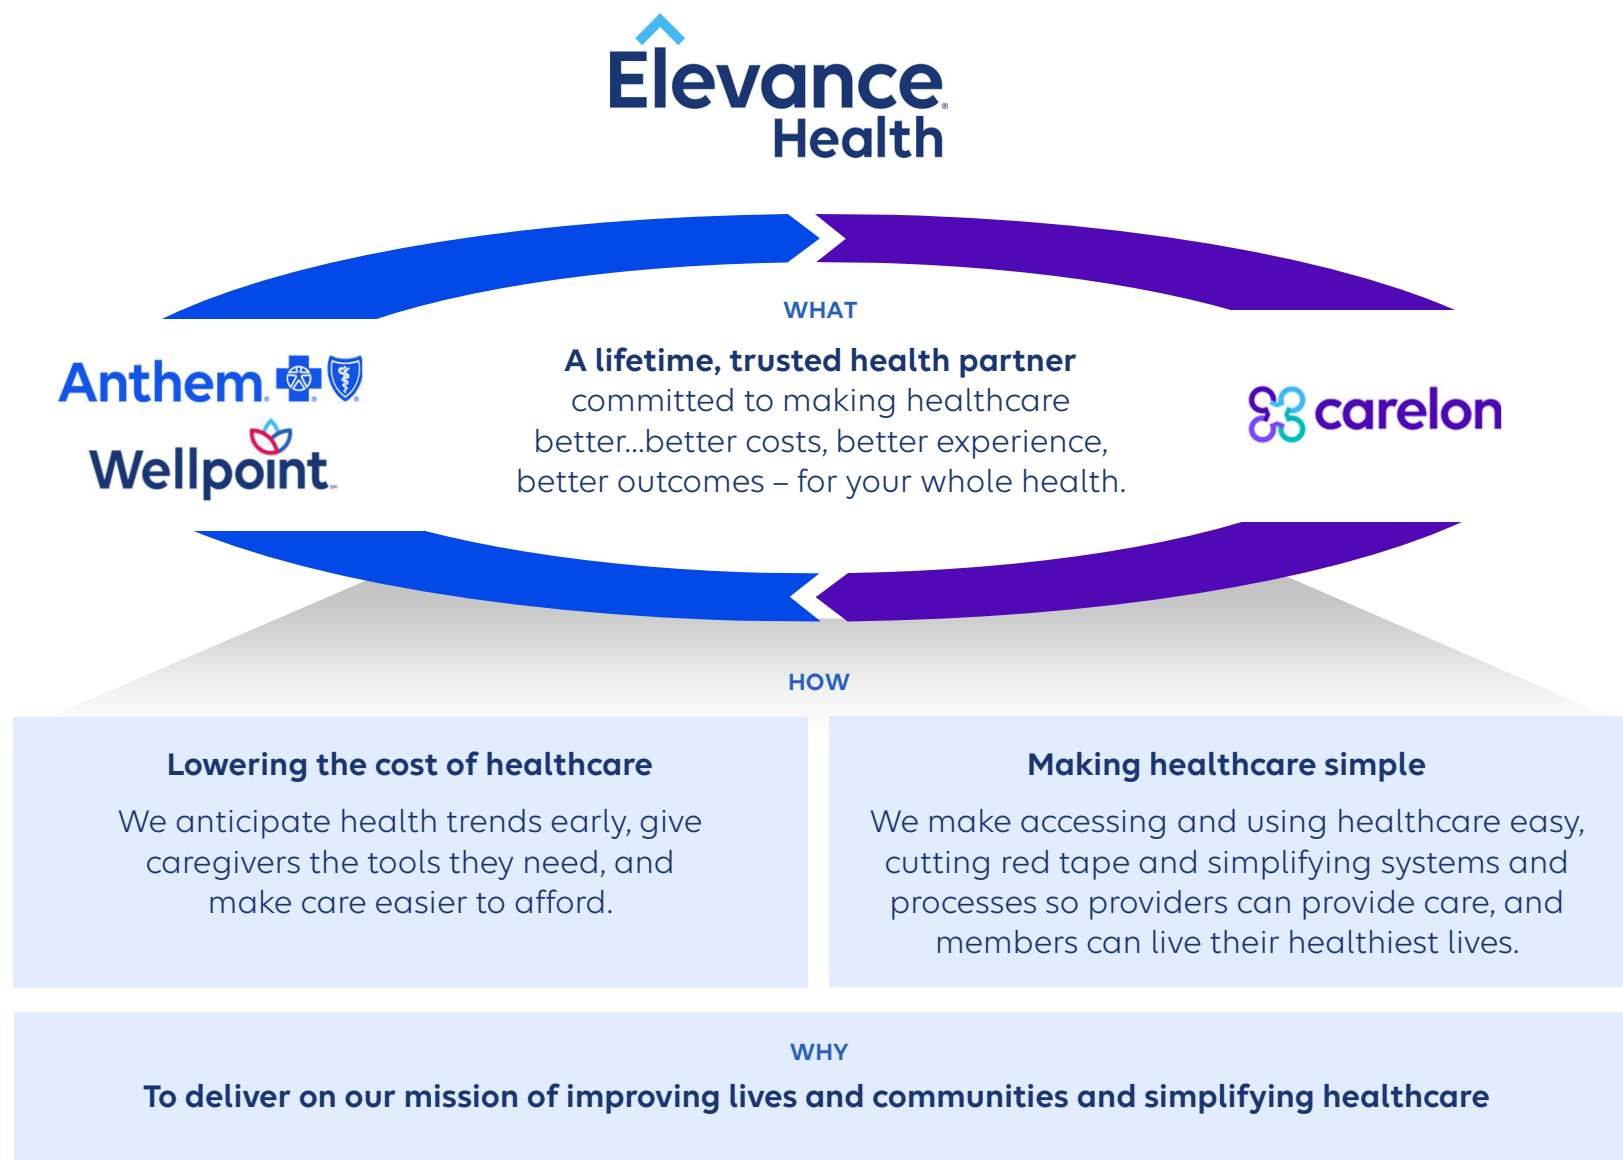 Elevance®
Health
WHAT
A lifetime, trusted health partner
committed to making healthcare
better...better costs, better experience,
better outcomes – for your whole health.
Anthem
Wellpoint℠
carelon
HOW
Lowering the cost of healthcare
We anticipate health trends early, give
caregivers the tools they need, and
make care easier to afford.
Making healthcare simple
We make accessing and using healthcare easy,
cutting red tape and simplifying systems and
processes so providers can provide care, and
members can live their healthiest lives.
WHY
To deliver on our mission of improving lives and communities and simplifying healthcare